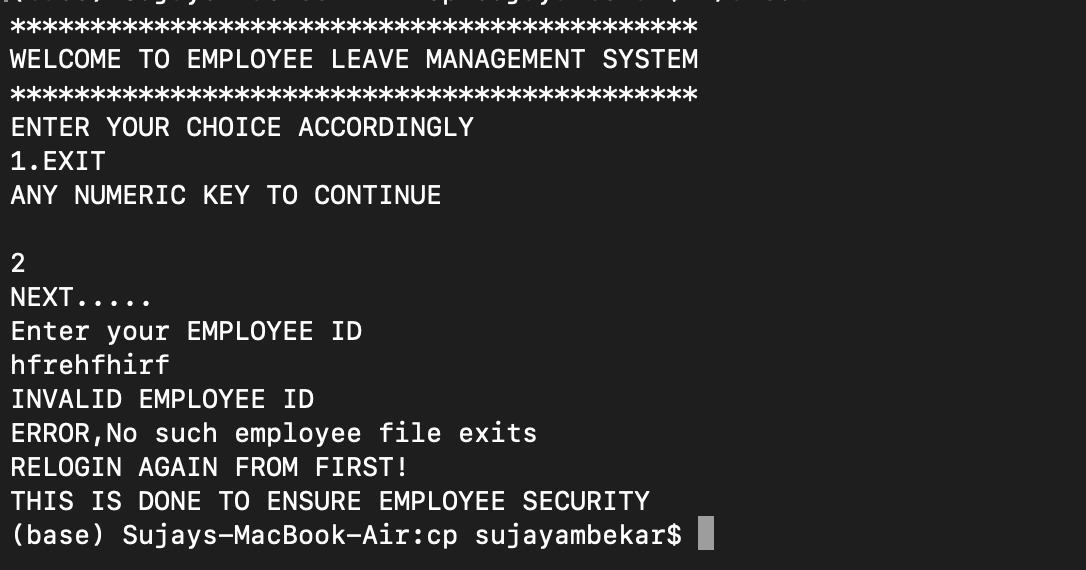 *******************************************
WELCOME TO EMPLOYEE LEAVE MANAGEMENT SYSTEM
*******************************************
ENTER YOUR CHOICE ACCORDINGLY
1.EXIT
ANY NUMERIC KEY TO CONTINUE
2
NEXT.....
Enter your EMPLOYEE ID
hfrehfhirf
INVALID EMPLOYEE ID
ERROR,No such employee file exits
RELOGIN AGAIN FROM FIRST!
THIS IS DONE TO ENSURE EMPLOYEE SECURITY
(base) Sujays-MacBook-Air:cp sujayambekar$